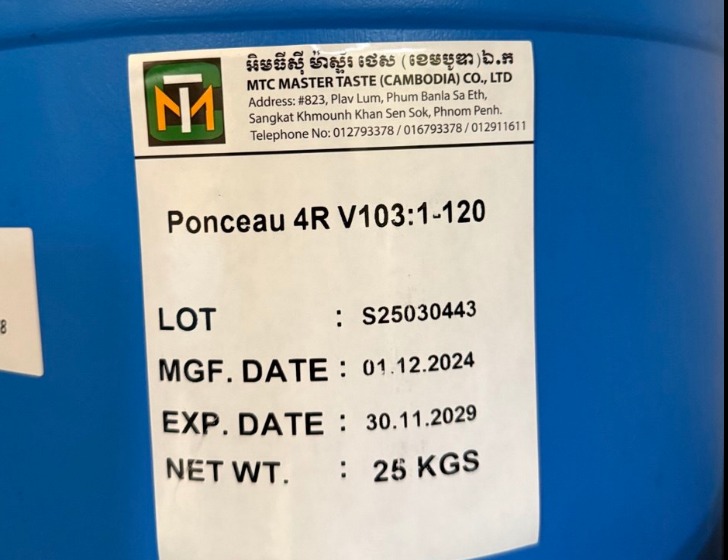 អិមធីស៊ី ម៉ាស្ទ័រ ថេស (ខេមបូឌា) ឯ.ក
MTC MASTER TASTE (CAMBODIA) CO., LTD
Address: #823, Plav Lum, Phum Banla Sa Eth,
Sangkat Khmounh Khan Sen Sok, Phnom Penh.
Telephone No: 012793378 / 016793378 / 012911611
Ponceau 4R V103:1-120
LOT : S25030443
MGF. DATE : 01.12.2024
EXP. DATE : 30.11.2029
NET WT. : 25 KGS
8